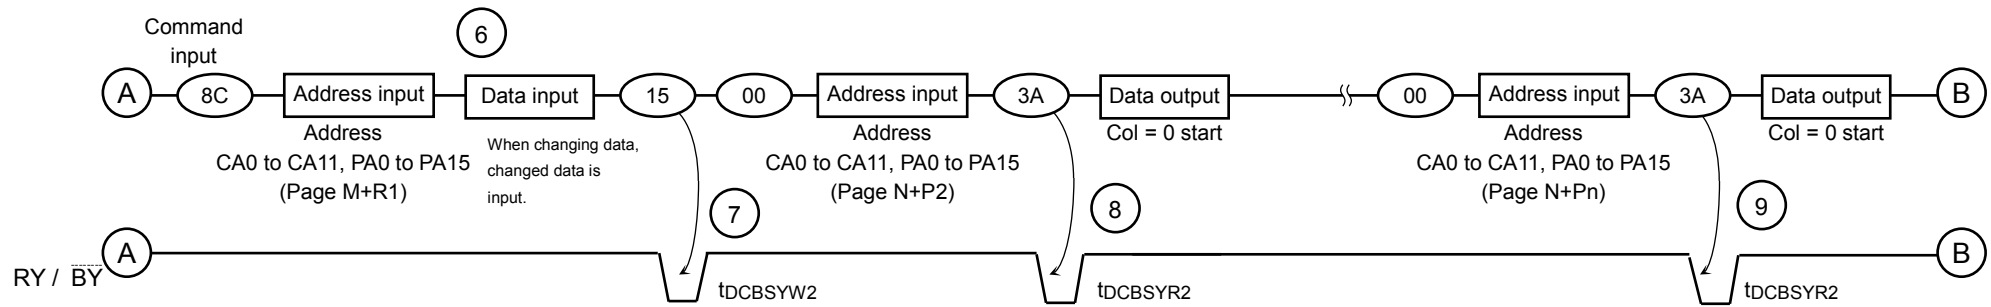 Command
input
6
A 8C Address input Data input 15 00 Address input 3A Data output 00 Address input 3A Data output B
Address
CA0 to CA11, PA0 to PA15
(Page M+R1)
When changing data,
changed data is
input.
Address
CA0 to CA11, PA0 to PA15
(Page N+P2)
Col = 0 start
Address
CA0 to CA11, PA0 to PA15
(Page N+Pn)
Col = 0 start
7
8
9
A
B
RY / BY
tDCBSYW2
tDCBSYR2
tDCBSYR2